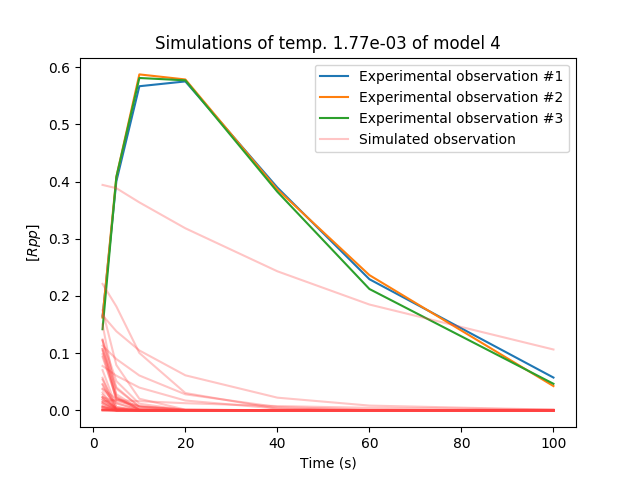 Simulations of temp. 1.77e-03 of model 4
Experimental observation #1
Experimental observation #2
Experimental observation #3
Simulated observation
[Rpp]
0.6
0.5
0.4
0.3
0.2
0.1
0.0
0 20 40 60 80 100
Time (s)